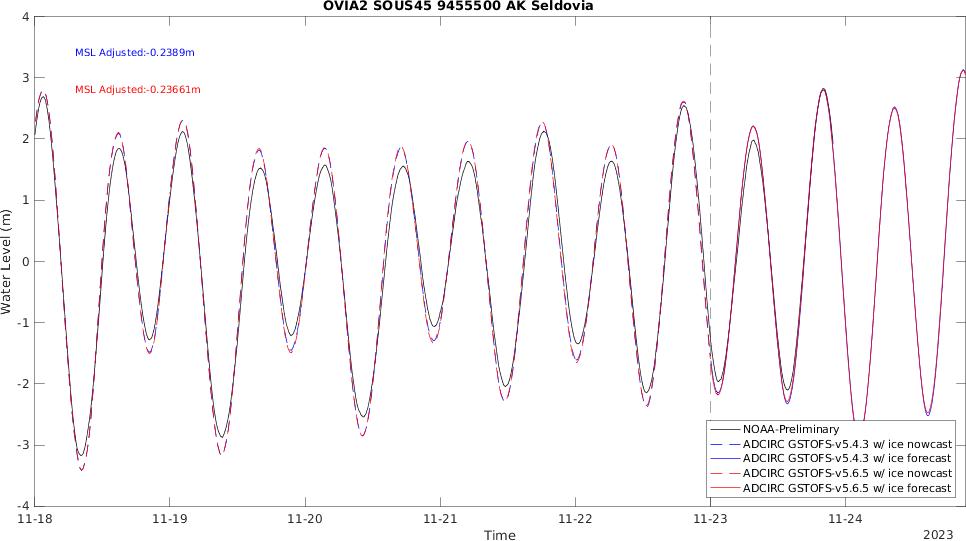 OVIA2 SOUS45 9455500 AK Seldovia
4
MSL Adjusted:-0.2389m
3
MSL Adjusted:-0.23661m
2
1
0
-1
-2
-3
-4
Water Level (m)
NOAA-Preliminary
ADCIRC GSTOFS-v5.4.3 w/ ice nowcast
ADCIRC GSTOFS-v5.4.3 w/ ice forecast
ADCIRC GSTOFS-v5.6.5 w/ ice nowcast
ADCIRC GSTOFS-v5.6.5 w/ ice forecast
11-18 11-19 11-20 11-21 11-22 11-23 11-24
Time
2023